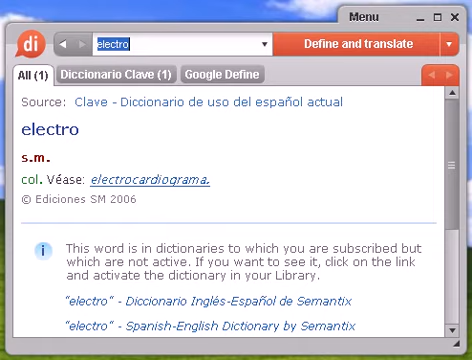 Menu
di
electro
Define and translate
All (1)
Diccionario Clave (1)
Google Define
Source: Clave - Diccionario de uso del español actual
electro
s.m.
col. Véase: electrocardiograma.
© Ediciones SM 2006
i
This word is in dictionaries to which you are subscribed but
which are not active. If you want to see it, click on the link
and activate the dictionary in your Library.
"electro" - Diccionario Inglés-Español de Semantix
"electro" - Spanish-English Dictionary by Semantix